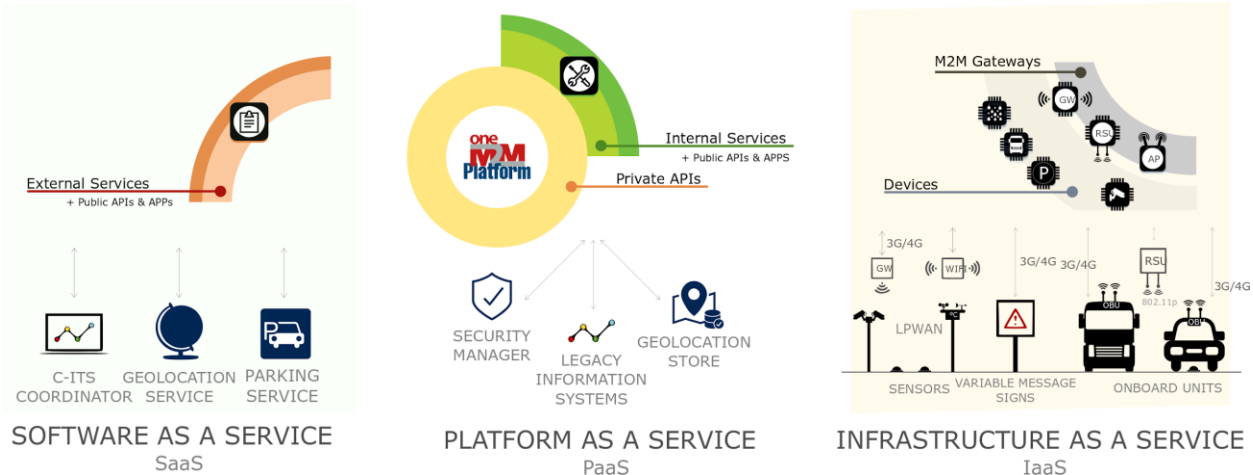 External Services
+ Public APIs & APPs
C-ITS
COORDINATOR
GEOLOCATION
SERVICE
P
PARKING
SERVICE
SOFTWARE AS A SERVICE
SaaS
one
M2M
Platform
Internal Services
+ Public APIs & APPS
Private APIs
SECURITY
MANAGER
LEGACY
INFORMATION
SYSTEMS
GEOLOCATION
STORE
PLATFORM AS A SERVICE
PaaS
M2M Gateways
GW
RSU
AP
P
Devices
3G/4G
GW
WIFI
3G/4G
3G/4G
RSU
802.11p
3G/4G
LPWAN
°C
OBU
OBU
SENSORS
VARIABLE MESSAGE
SIGNS
ONBOARD UNITS
INFRASTRUCTURE AS A SERVICE
IaaS